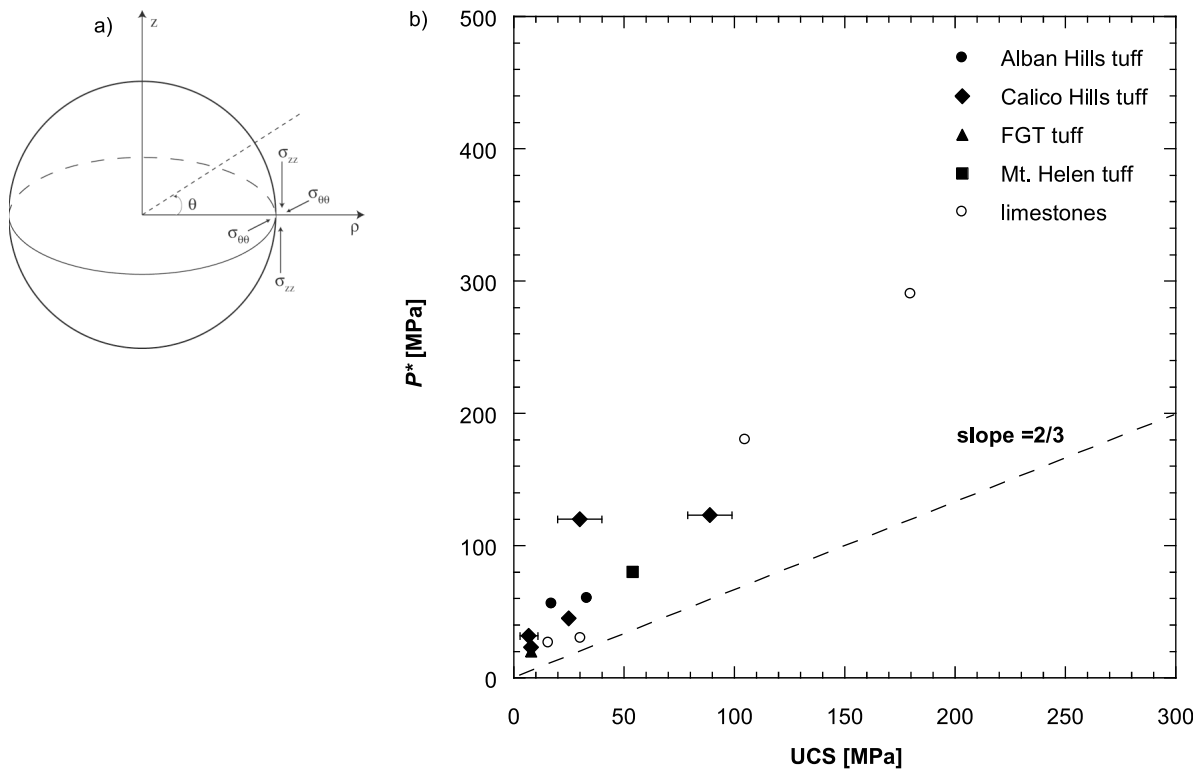 a)
z
σzz
σθθ
θ
σθθ
ρ
σzz
b)
500
400
300
200
100
0
P* [MPa]
Alban Hills tuff
Calico Hills tuff
FGT tuff
Mt. Helen tuff
limestones
slope =2/3
0 50 100 150 200 250 300
UCS [MPa]